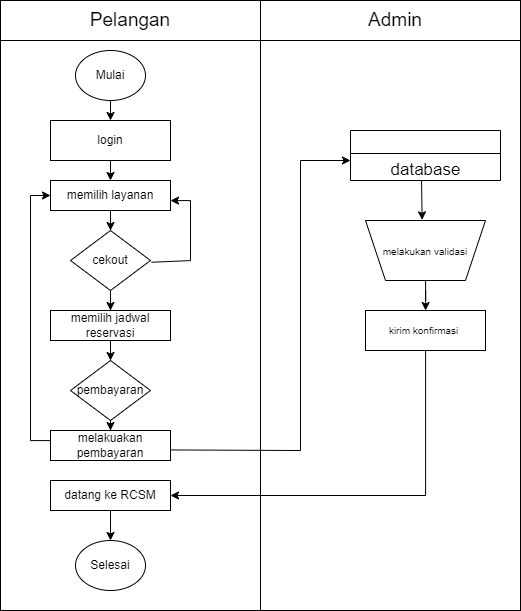 Pelangan
Admin
Mulai
login
memilih layanan
cekout
memilih jadwal
reservasi
pembayaran
melakuakan
pembayaran
datang ke RCSM
Selesai
database
melakukan validasi
kirim konfirmasi